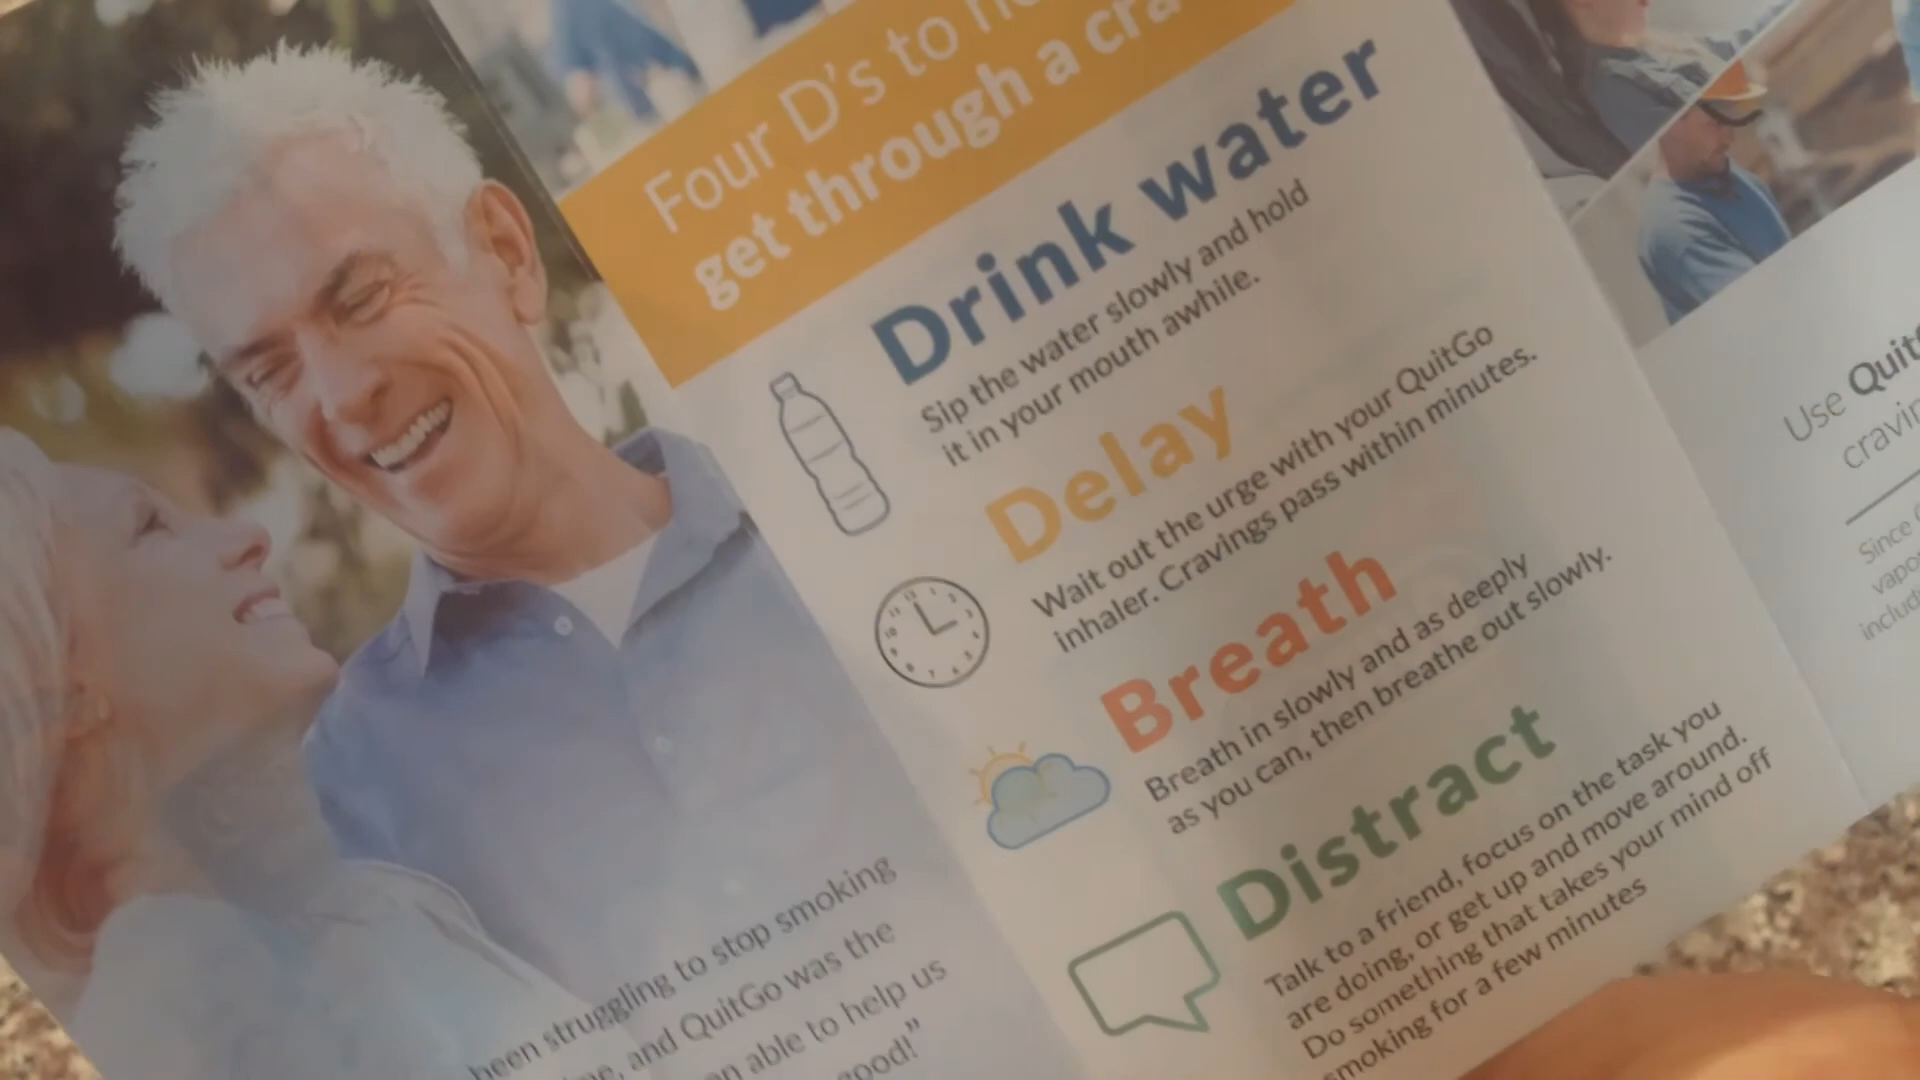 Four D's to
get through a
Drink water
Sip the water slowly and hold
it in your mouth awhile.
Delay
Wait out the urge with your QuitGo
inhaler. Cravings pass within minutes.
Breath
Breath in slowly and as deeply
as you can, then breathe out slowly.
Distract
Talk to a friend, focus on the task you
are doing, or get up and move around.
Do something that takes your mind off
smoking for a few minutes
been struggling to stop smoking
and QuitGo was the
able to help us
good!”
Use
Since